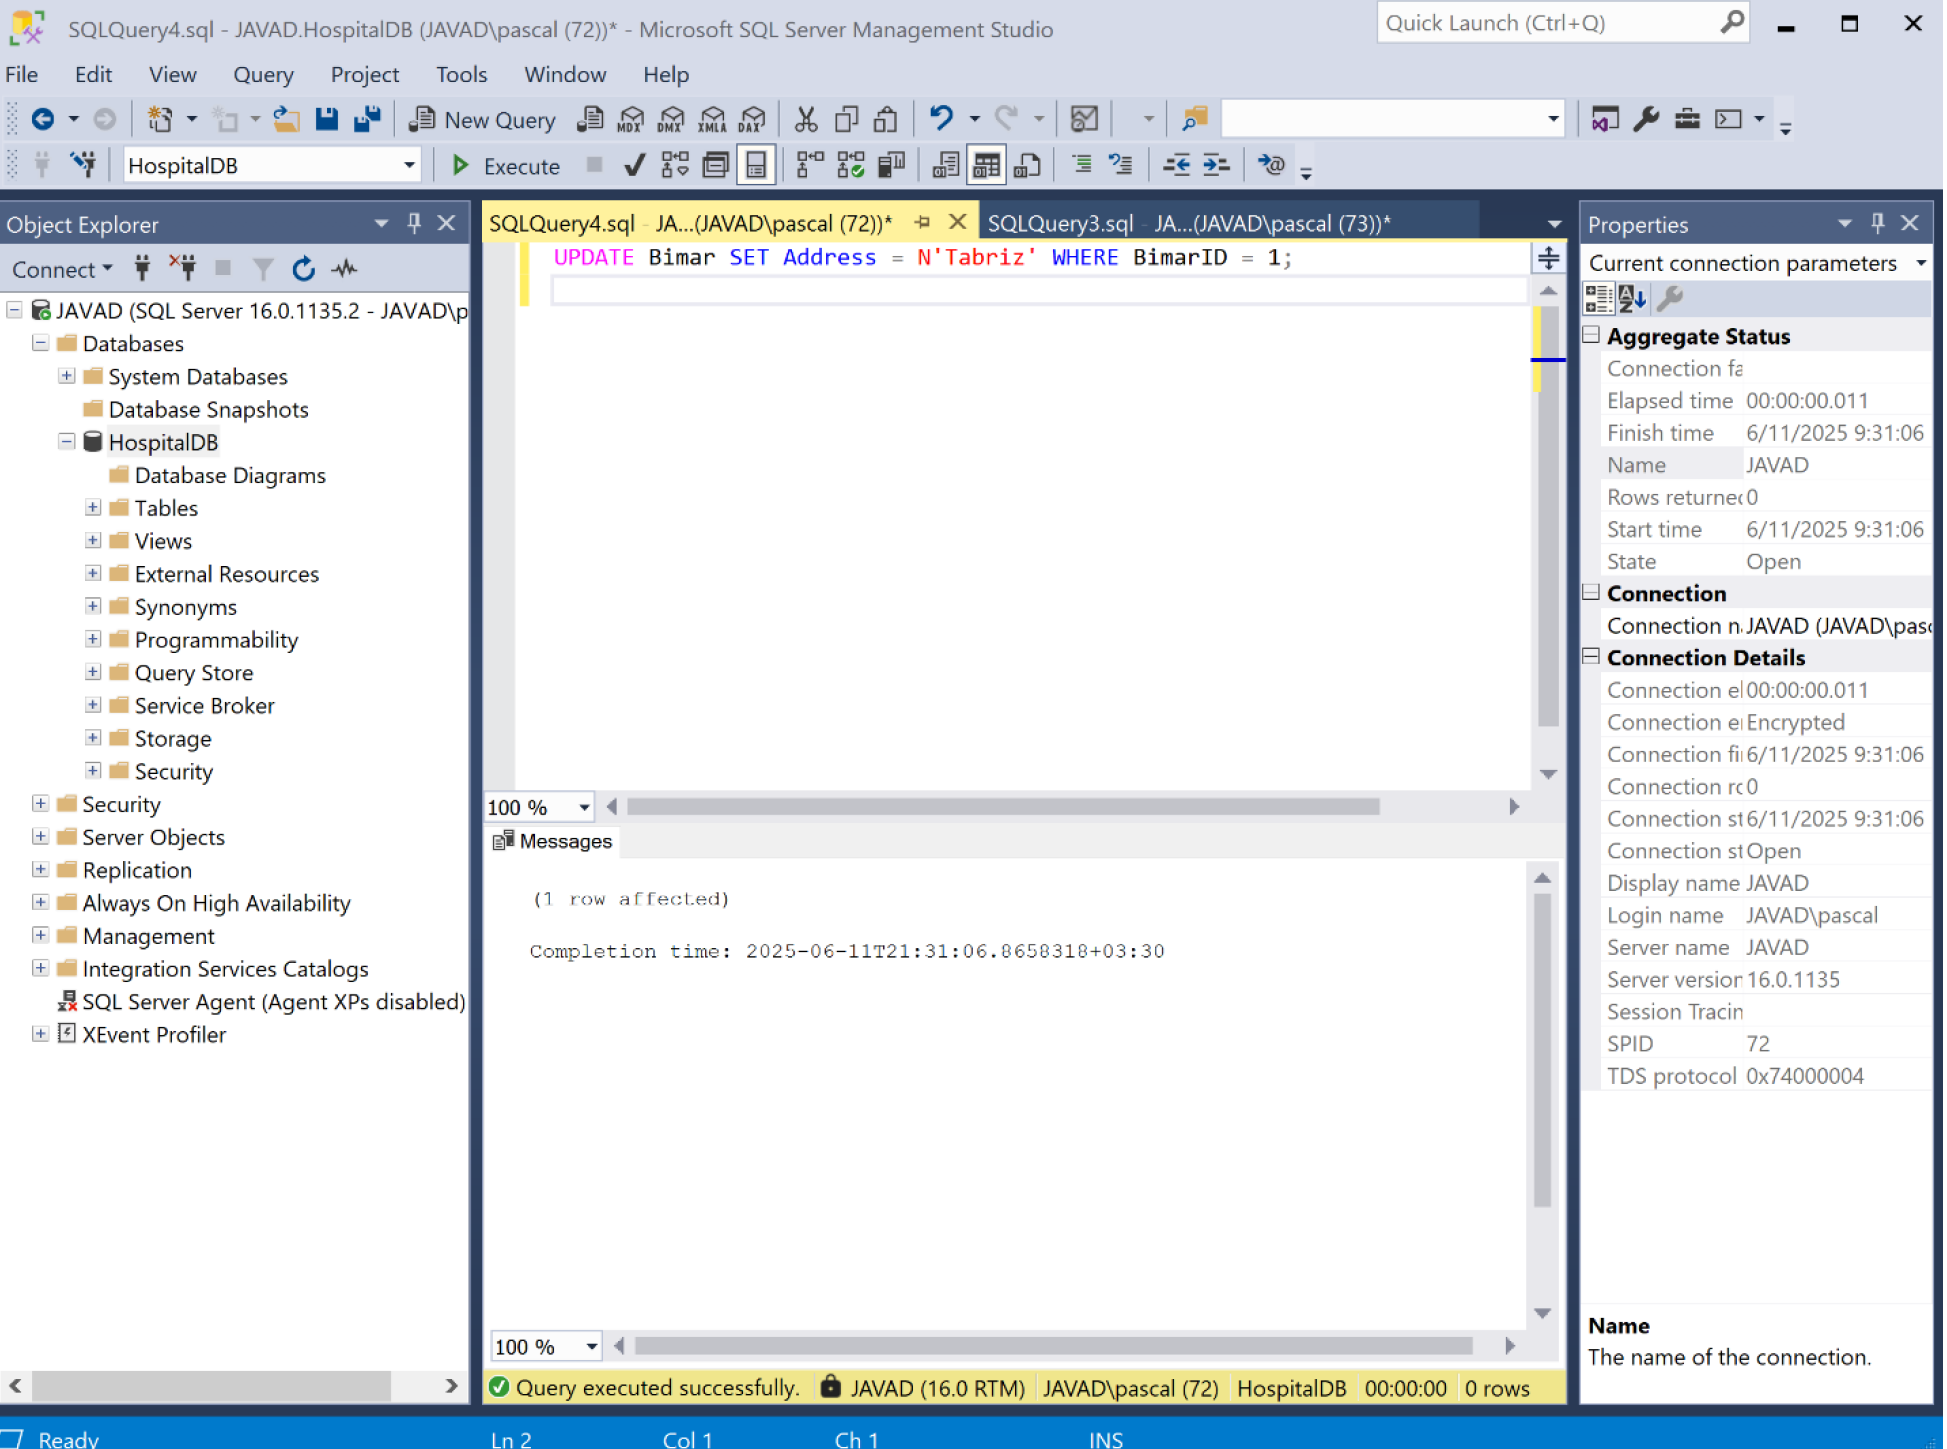 SQLQuery4.sql - JAVAD.HospitalDB (JAVAD\pascal (72))* - Microsoft SQL Server Management Studio
Quick Launch (Ctrl+Q)
File Edit View Query Project Tools Window Help
New Query MDX DMX XMLA DAX
HospitalDB Execute
Object Explorer
Connect
JAVAD (SQL Server 16.0.1135.2 - JAVAD\p
Databases
System Databases
Database Snapshots
HospitalDB
Database Diagrams
Tables
Views
External Resources
Synonyms
Programmability
Query Store
Service Broker
Storage
Security
Security
Server Objects
Replication
Always On High Availability
Management
Integration Services Catalogs
SQL Server Agent (Agent XPs disabled)
XEvent Profiler
SQLQuery4.sql - JA...(JAVAD\pascal (72))* SQLQuery3.sql - JA...(JAVAD\pascal (73))*
UPDATE Bimar SET Address = N'Tabriz' WHERE BimarID = 1;
100 %
Messages
(1 row affected)
Completion time: 2025-06-11T21:31:06.8658318+03:30
100 %
Query executed successfully. JAVAD (16.0 RTM) JAVAD\pascal (72) HospitalDB 00:00:00 0 rows
Properties
Current connection parameters
Aggregate Status
Connection fa
Elapsed time 00:00:00.011
Finish time 6/11/2025 9:31:06
Name JAVAD
Rows returned 0
Start time 6/11/2025 9:31:06
State Open
Connection
Connection n JAVAD (JAVAD\pasc
Connection Details
Connection el 00:00:00.011
Connection e Encrypted
Connection fi 6/11/2025 9:31:06
Connection ro 0
Connection st 6/11/2025 9:31:06
Connection st Open
Display name JAVAD
Login name JAVAD\pascal
Server name JAVAD
Server version 16.0.1135
Session Tracin
SPID 72
TDS protocol 0x74000004
Name
The name of the connection.
Ready Ln 2 Col 1 Ch 1 INS